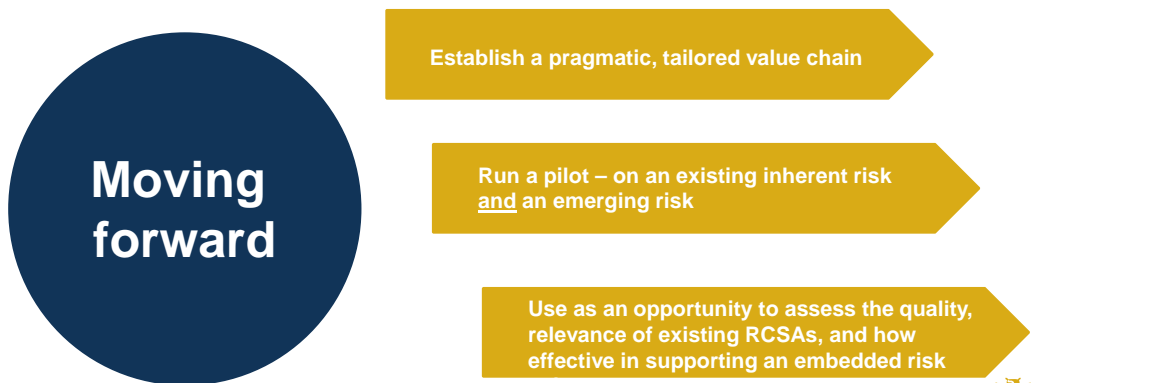 Moving
forward
Establish a pragmatic, tailored value chain
Run a pilot – on an existing inherent risk
and an emerging risk
Use as an opportunity to assess the quality,
relevance of existing RCSAs, and how
effective in supporting an embedded risk